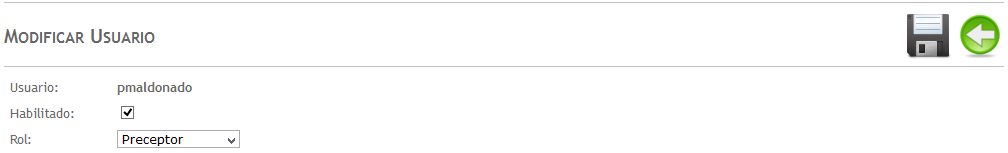 Modificar Usuario
Usuario: pmaldonado
Habilitado:
Rol: Preceptor